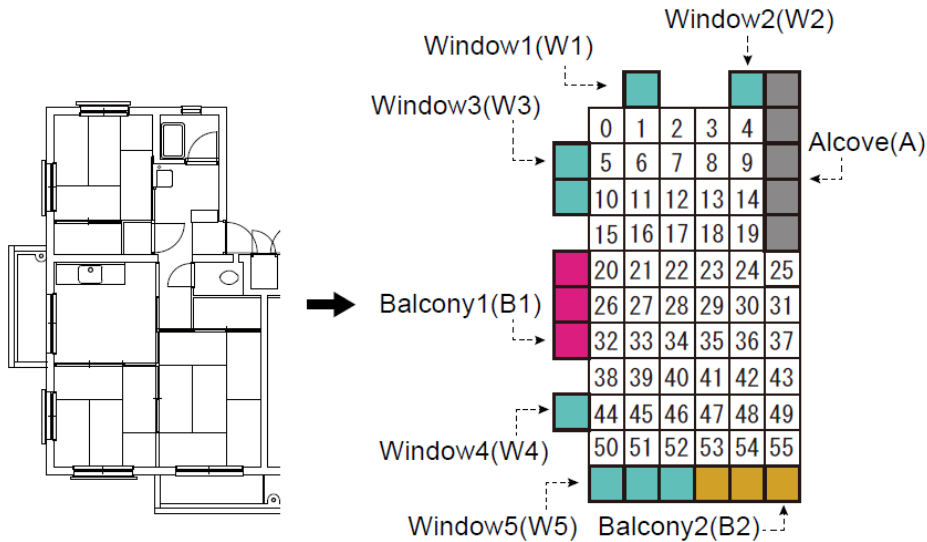 Window2(W2)
Window1(W1)
Window3(W3)
0 1 2 3 4
Alcove(A)
5 6 7 8 9
10 11 12 13 14
15 16 17 18 19
20 21 22 23 24 25
Balcony1(B1)
26 27 28 29 30 31
32 33 34 35 36 37
38 39 40 41 42 43
44 45 46 47 48 49
Window4(W4)
50 51 52 53 54 55
Window5(W5) Balcony2(B2)